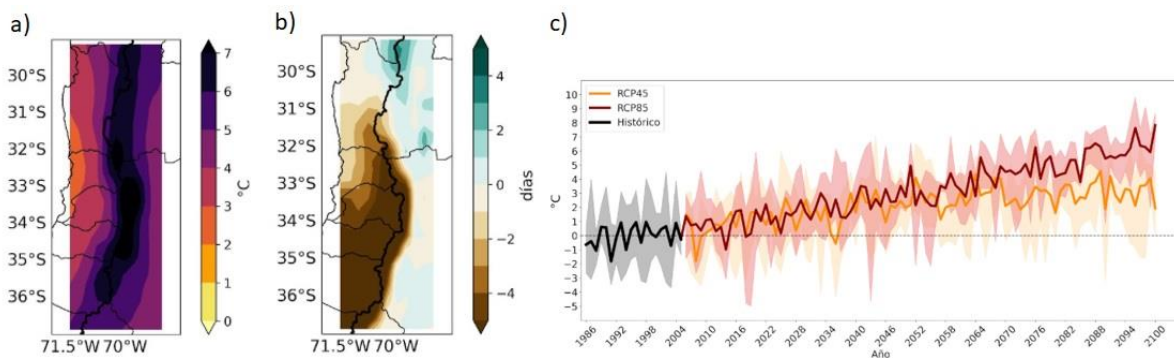 a)
30°S
31°S
32°S
33°S
34°S
35°S
36°S
71.5°W 70°W
7
6
5
4
3
2
1
0
°C
b)
30°S
31°S
32°S
33°S
34°S
35°S
36°S
71.5°W 70°W
4
2
0
−2
−4
días
c)
RCP45
RCP85
Histórico
10
9
8
7
6
5
4
3
2
1
0
−1
−2
−3
−4
−5
°C
1986
1992
1998
2004
2010
2016
2022
2028
2034
2040
2046
2052
2058
2064
2070
2076
2082
2088
2094
2100
Año